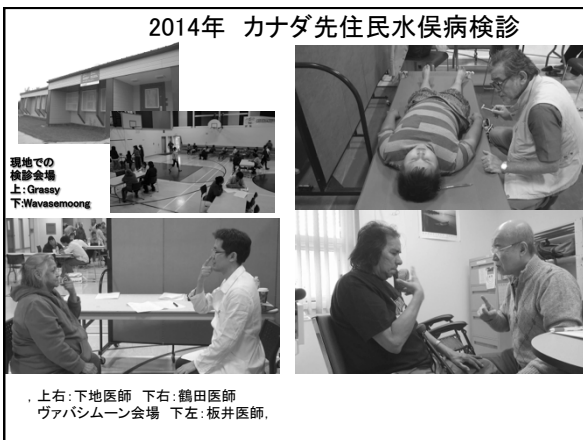 2014年 カナダ先住民水俣病検診
現地での
検診会場
上：Grassy
下：Wavasemoong
，上右：下地医師 下右：鶴田医師
ヴァバシムーン会場 下左：板井医師，